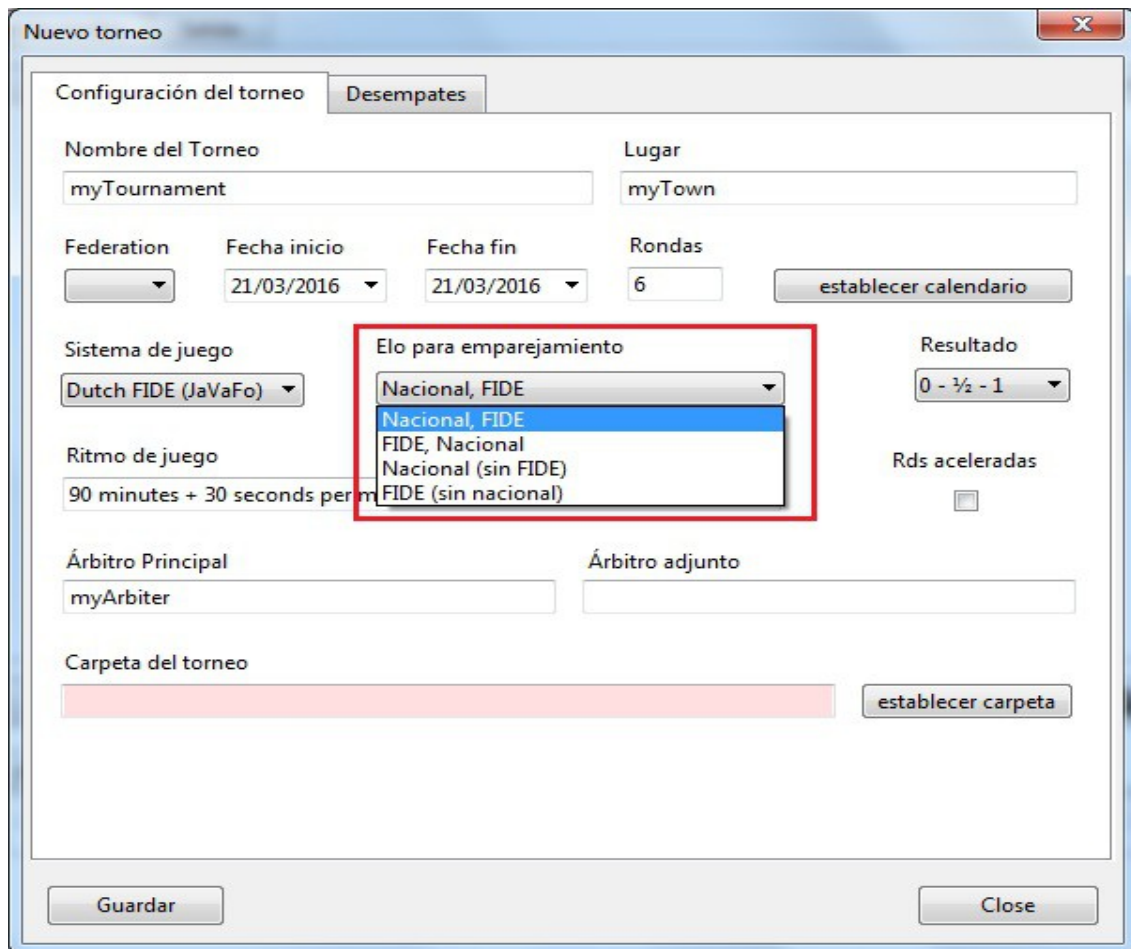 Nuevo torneo
Configuración del torneo Desempates
Nombre del Torneo Lugar
myTournament myTown
Federation Fecha inicio Fecha fin Rondas
21/03/2016 21/03/2016 6 establecer calendario
Sistema de juego Elo para emparejamiento Resultado
Dutch FIDE (JaVaFo) Nacional, FIDE 0 - ½ - 1
Nacional, FIDE
FIDE, Nacional
Nacional (sin FIDE)
FIDE (sin nacional)
Ritmo de juego Rds aceleradas
90 minutes + 30 seconds per m
Árbitro Principal Árbitro adjunto
myArbiter
Carpeta del torneo
establecer carpeta
Guardar Close